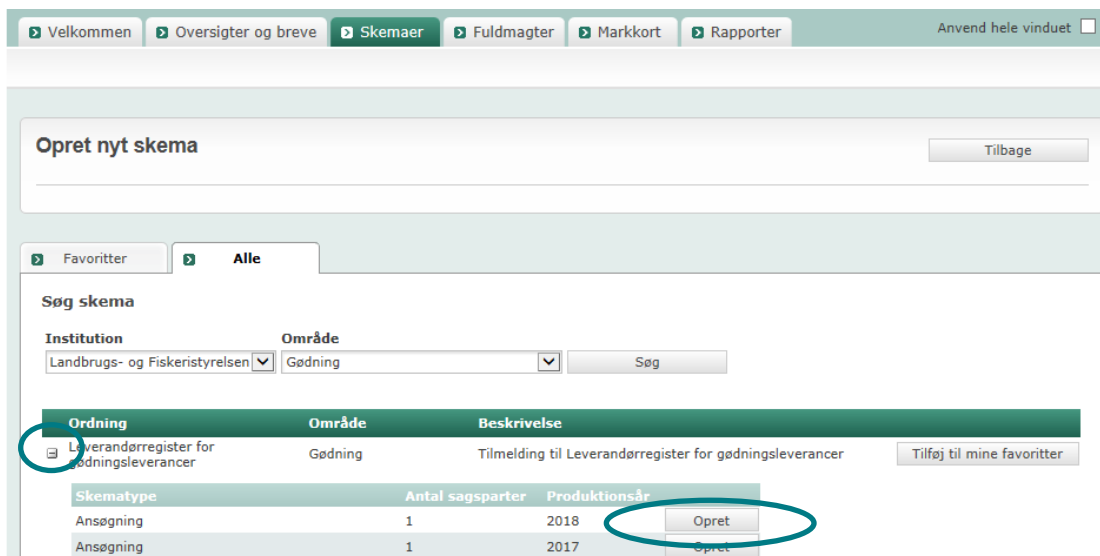 Velkommen Oversigter og breve Skemaer Fuldmagter Markkort Rapporter Anvend hele vinduet
Opret nyt skema Tilbage
Favoritter Alle
Søg skema
Institution Område
Landbrugs- og Fiskeristyrelsen Gødning Søg
Ordning Område Beskrivelse
Leverandørregister for gødningsleverancer Gødning Tilmelding til Leverandørregister for gødningsleverancer Tilføj til mine favoritter
Skematype Antal sagsparter Produktionsår
Ansøgning 1 2018 Opret
Ansøgning 1 2017 Opret